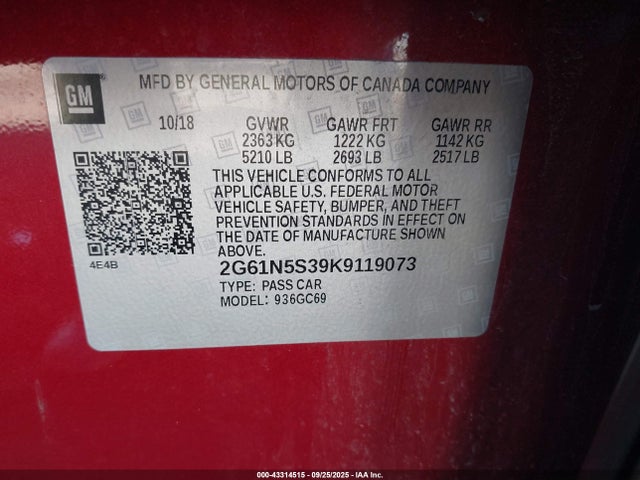 GM
MFD BY GENERAL MOTORS OF CANADA COMPANY
10/18 GVWR GAWR FRT GAWR RR
2363 KG 1222 KG 1142 KG
5210 LB 2693 LB 2517 LB
THIS VEHICLE CONFORMS TO ALL
APPLICABLE U.S. FEDERAL MOTOR
VEHICLE SAFETY, BUMPER, AND THEFT
PREVENTION STANDARDS IN EFFECT ON
THE DATE OF MANUFACTURE SHOWN
ABOVE.
4E4B
2G61N5S39K9119073
TYPE: PASS CAR
MODEL: 936GC69
000-43314515 - 09/25/2025 - IAA Inc.